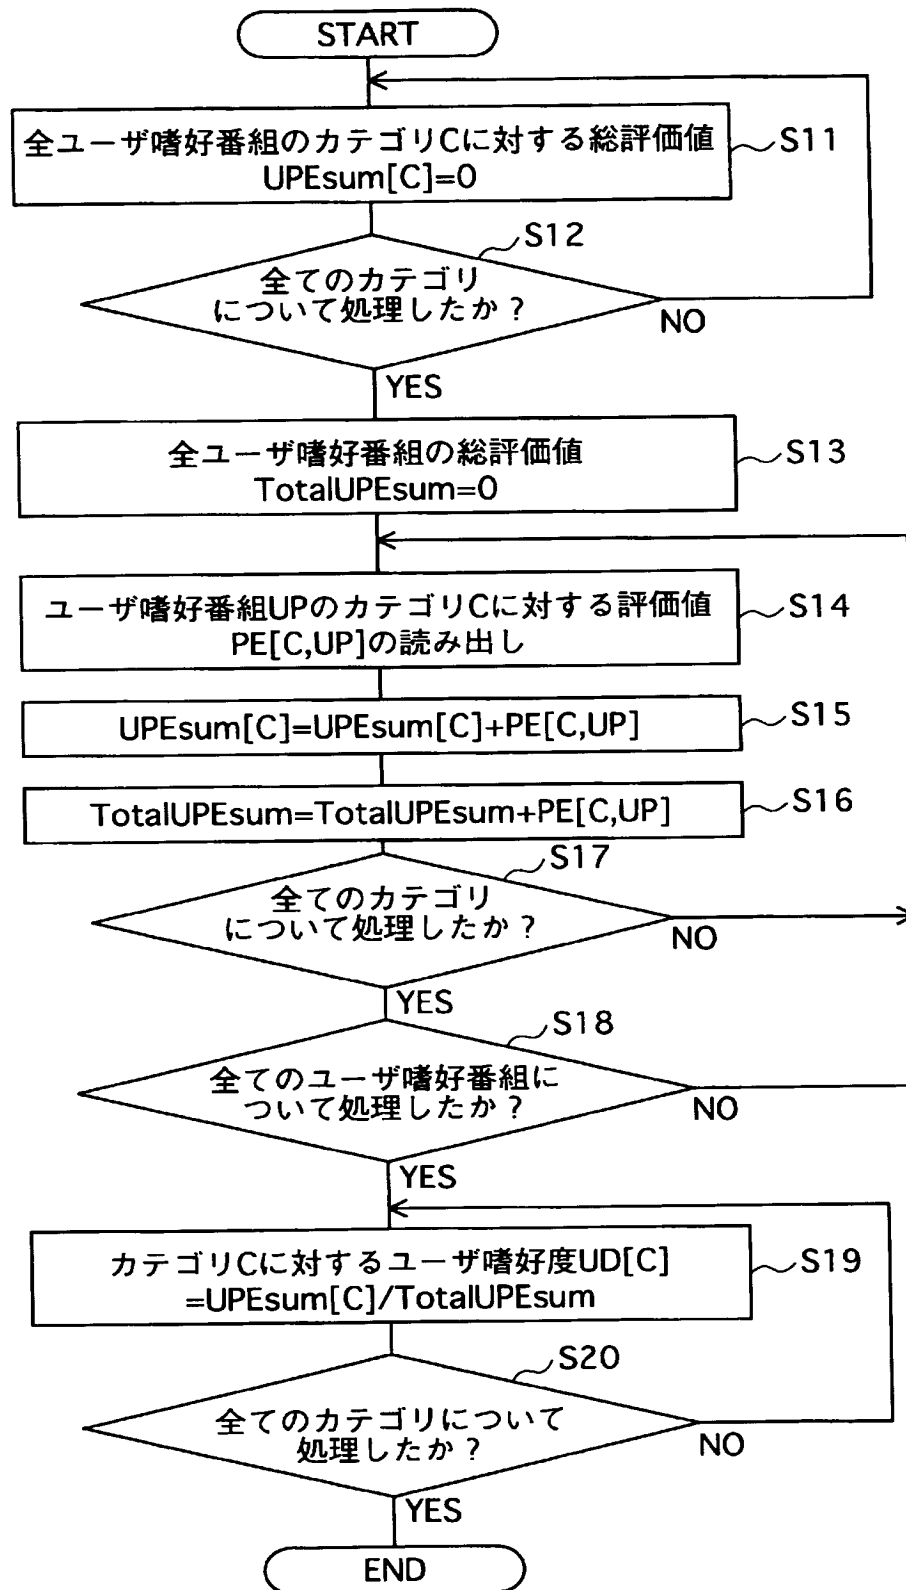 START
全ユーザ嗜好番組のカテゴリCに対する総評価値
UPEsum[C]=0
S11
S12
全てのカテゴリ
について処理したか？
NO
YES
全ユーザ嗜好番組の総評価値
TotalUPEsum=0
S13
ユーザ嗜好番組UPのカテゴリCに対する評価値
PE[C,UP]の読み出し
S14
UPEsum[C]=UPEsum[C]+PE[C,UP]
S15
TotalUPEsum=TotalUPEsum+PE[C,UP]
S16
S17
全てのカテゴリ
について処理したか？
NO
YES
S18
全てのユーザ嗜好番組に
ついて処理したか？
NO
YES
カテゴリCに対するユーザ嗜好度UD[C]
=UPEsum[C]/TotalUPEsum
S19
S20
全てのカテゴリについて
処理したか？
NO
YES
END